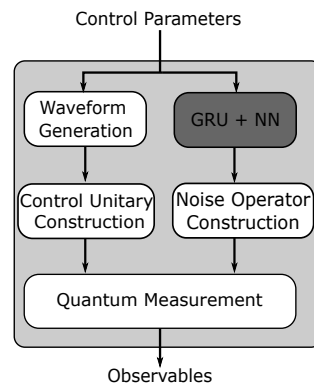 Control Parameters
Waveform
Generation
GRU + NN
Control Unitary
Construction
Noise Operator
Construction
Quantum Measurement
Observables